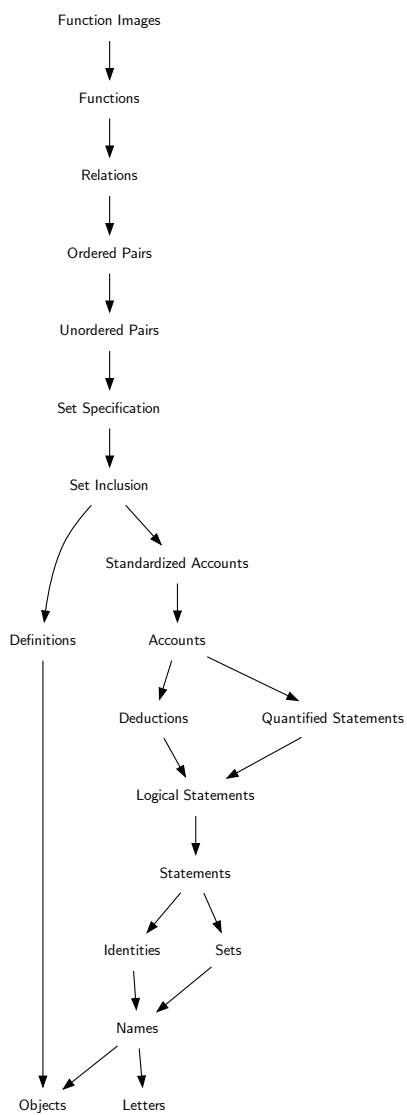 Function Images
Functions
Relations
Ordered Pairs
Unordered Pairs
Set Specification
Set Inclusion
Standardized Accounts
Definitions
Accounts
Deductions
Quantified Statements
Logical Statements
Statements
Identities
Sets
Names
Objects
Letters